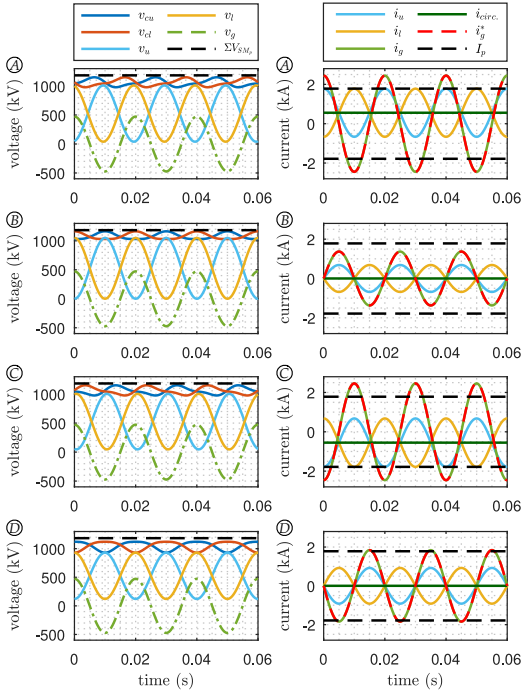 v_cu v_l
v_cl v_g
v_u ΣV_SM_p
i_u i_circ.
i_l i_g^*
i_g I_p
A
voltage (kV)
1000
500
0
-500
0 0.02 0.04 0.06
A
current (kA)
2
0
-2
0 0.02 0.04 0.06
B
voltage (kV)
1000
500
0
-500
0 0.02 0.04 0.06
B
current (kA)
2
0
-2
0 0.02 0.04 0.06
C
voltage (kV)
1000
500
0
-500
0 0.02 0.04 0.06
C
current (kA)
2
0
-2
0 0.02 0.04 0.06
D
voltage (kV)
1000
500
0
-500
0 0.02 0.04 0.06
time (s)
D
current (kA)
2
0
-2
0 0.02 0.04 0.06
time (s)